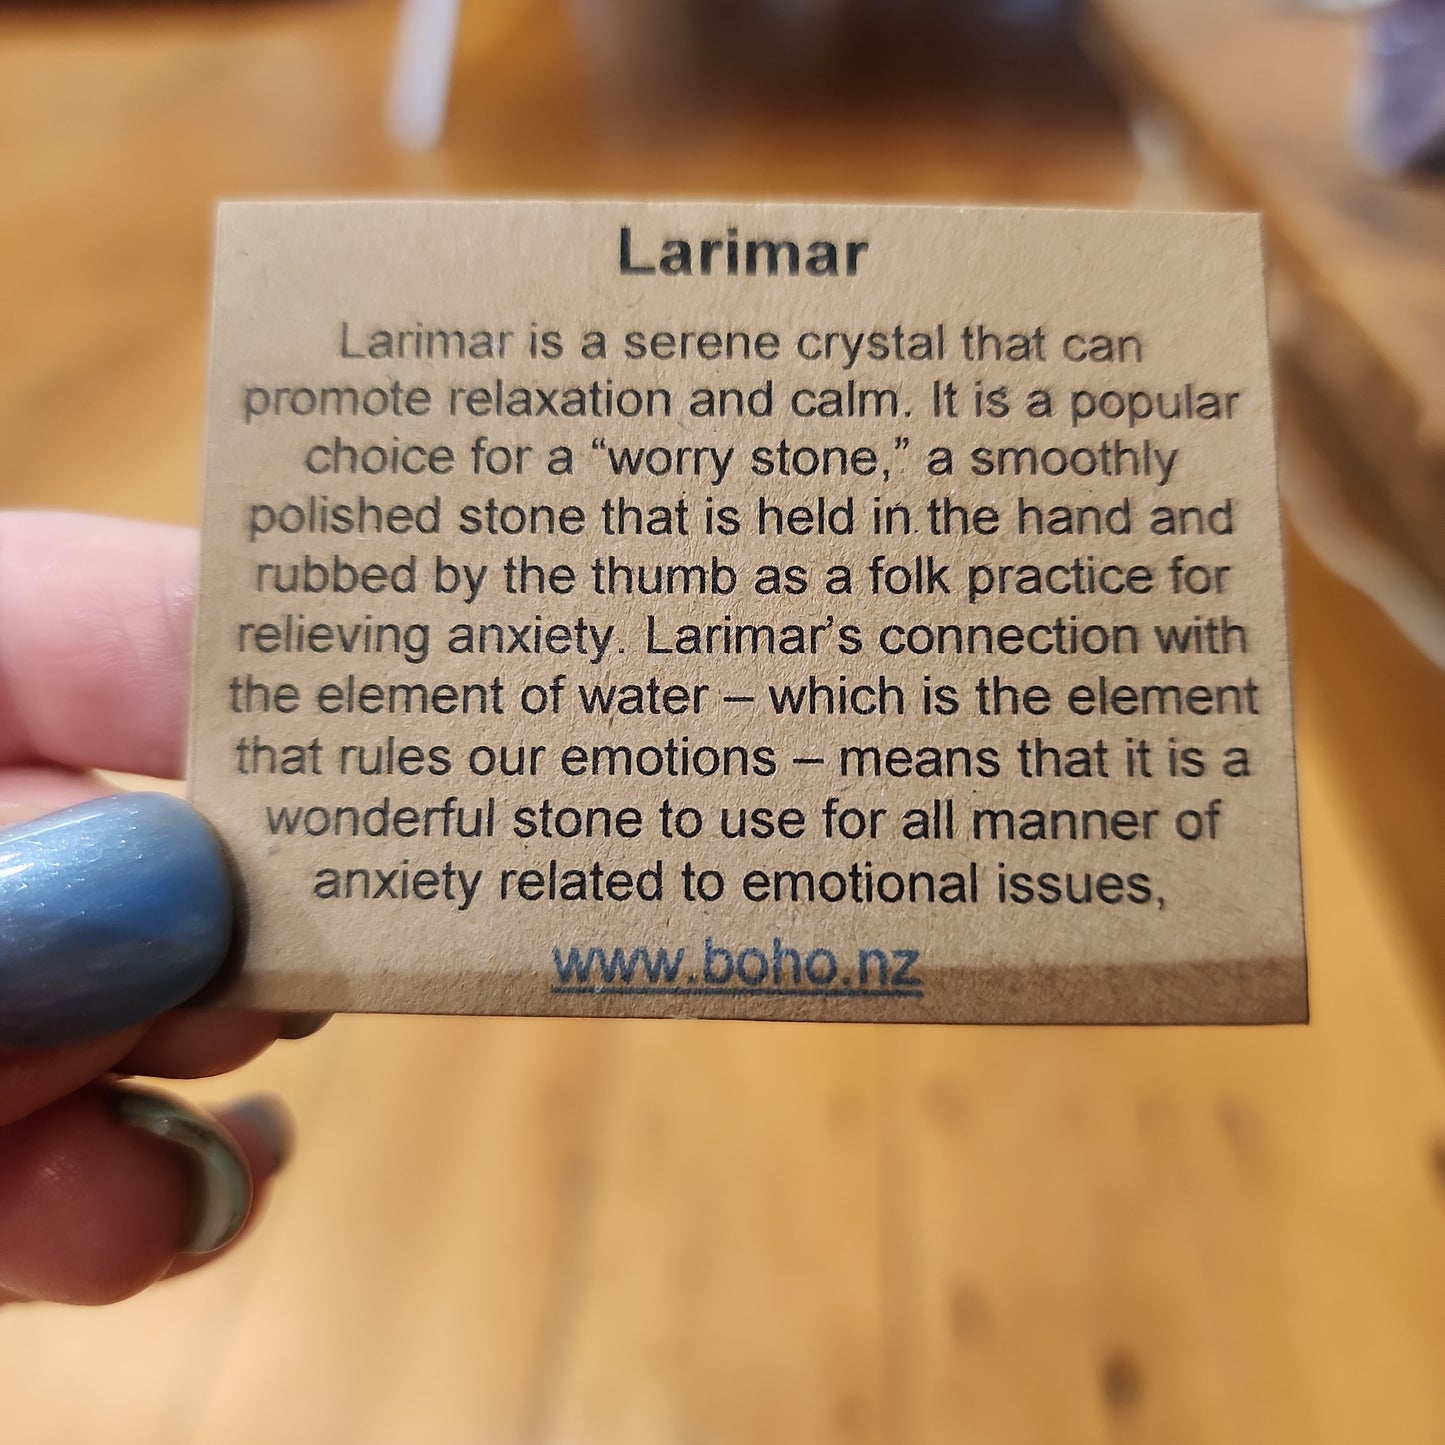 Larimar
Larimar is a serene crystal that can
promote relaxation and calm. It is a popular
choice for a “worry stone,” a smoothly
polished stone that is held in the hand and
rubbed by the thumb as a folk practice for
relieving anxiety. Larimar’s connection with
the element of water – which is the element
that rules our emotions – means that it is a
wonderful stone to use for all manner of
anxiety related to emotional issues,
www.boho.nz